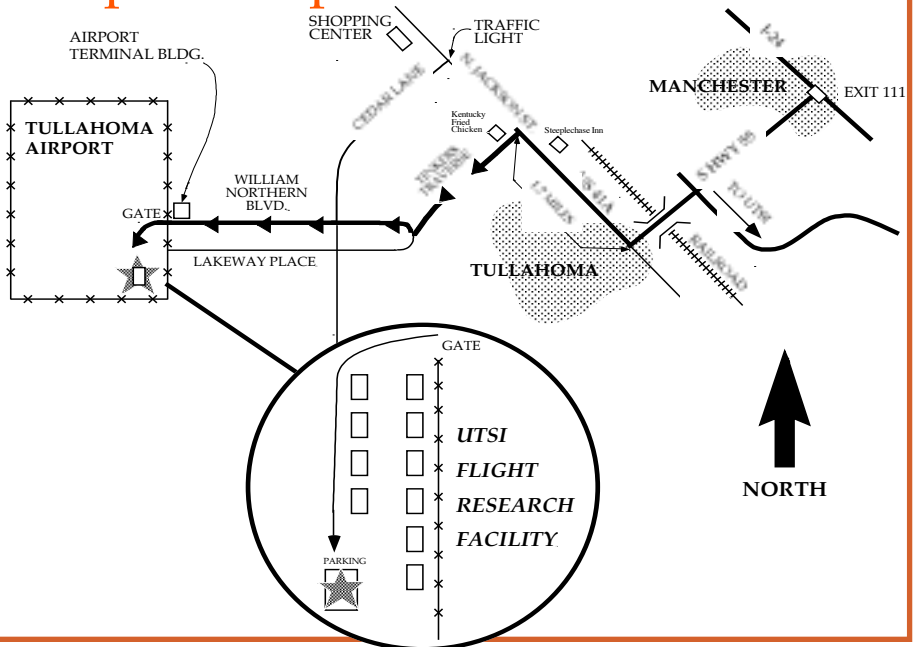 SHOPPING
CENTER
TRAFFIC
LIGHT
AIRPORT
TERMINAL BLDG.
I-24
MANCHESTER
EXIT 111
CEDAR LANE
N. JACKSON ST
Kentucky
Fried
Chicken
Steeplechase Inn
TULLAHOMA
AIRPORT
S HWY 55
WILLIAM
NORTHERN
BLVD.
1.7 MILES
US 41A
TO UTSI
GATE
LAKEWAY PLACE
TULLAHOMA
RAILROAD
GATE
UTSI
FLIGHT
RESEARCH
FACILITY
NORTH
PARKING